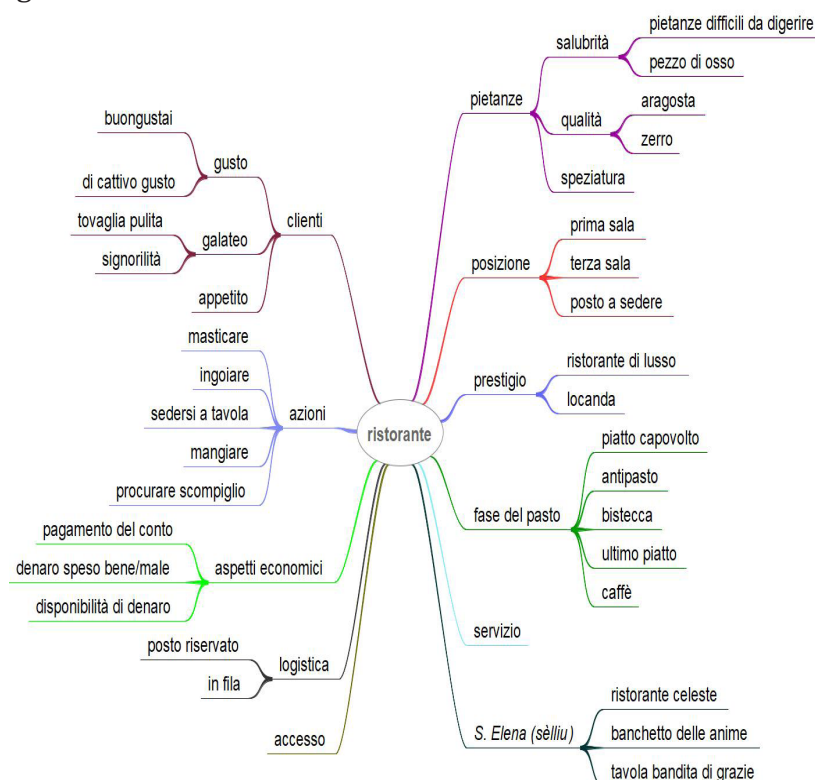 ristorante
pietanze
salubrità
pietanze difficili da digerire
pezzo di osso
qualità
aragosta
zerro
speziatura
posizione
prima sala
terza sala
posto a sedere
prestigio
ristorante di lusso
locanda
fase del pasto
piatto capovolto
antipasto
bistecca
ultimo piatto
caffè
servizio
S. Elena (sèlliu)
ristorante celeste
banchetto delle anime
tavola bandita di grazie
clienti
gusto
buongustai
di cattivo gusto
galateo
tovaglia pulita
signorilità
appetito
azioni
masticare
ingoiare
sedersi a tavola
mangiare
procurare scompiglio
aspetti economici
pagamento del conto
denaro speso bene/male
disponibilità di denaro
logistica
posto riservato
in fila
accesso